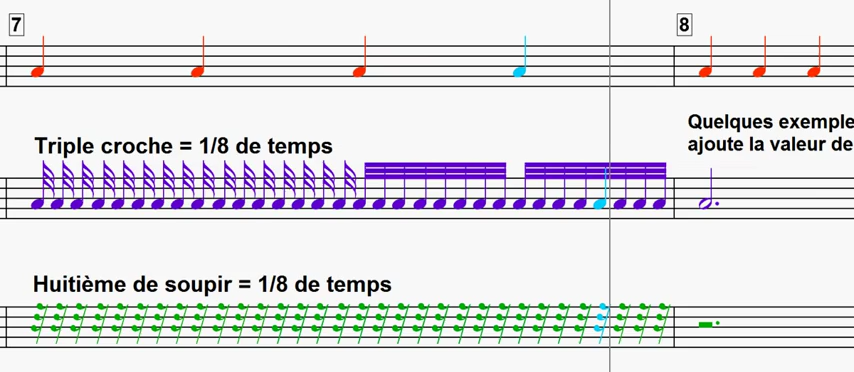 7
8
Quelques exemple
Triple croche = 1/8 de temps
ajoute la valeur de
Huitième de soupir = 1/8 de temps